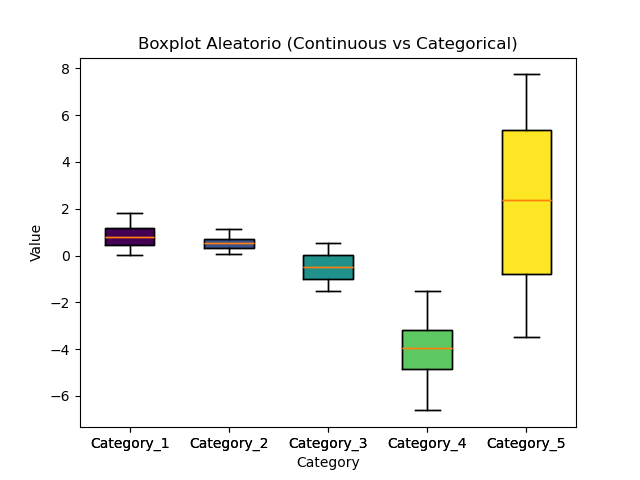 Boxplot Aleatorio (Continuous vs Categorical)
8
6
4
2
0
−2
−4
−6
Value
Category_1 Category_2 Category_3 Category_4 Category_5
Category